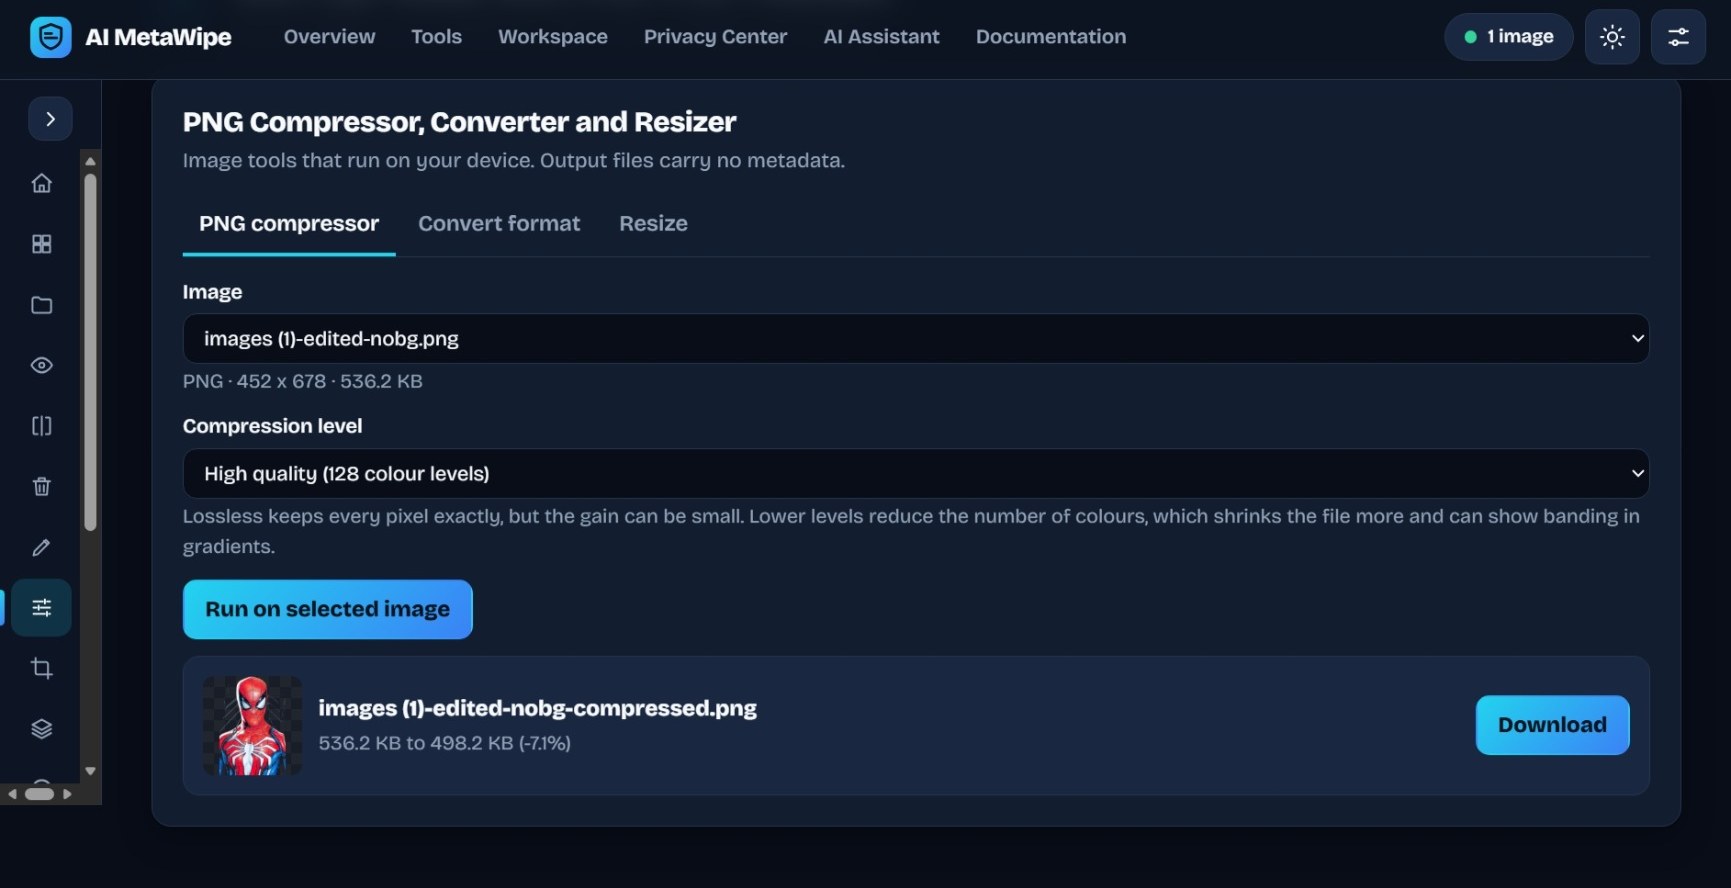 AI MetaWipe
Overview
Tools
Workspace
Privacy Center
AI Assistant
Documentation
1 image
PNG Compressor, Converter and Resizer
Image tools that run on your device. Output files carry no metadata.
PNG compressor
Convert format
Resize
Image
images (1)-edited-nobg.png
PNG · 452 x 678 · 536.2 KB
Compression level
High quality (128 colour levels)
Lossless keeps every pixel exactly, but the gain can be small. Lower levels reduce the number of colours, which shrinks the file more and can show banding in
gradients.
Run on selected image
images (1)-edited-nobg-compressed.png
536.2 KB to 498.2 KB (-7.1%)
Download